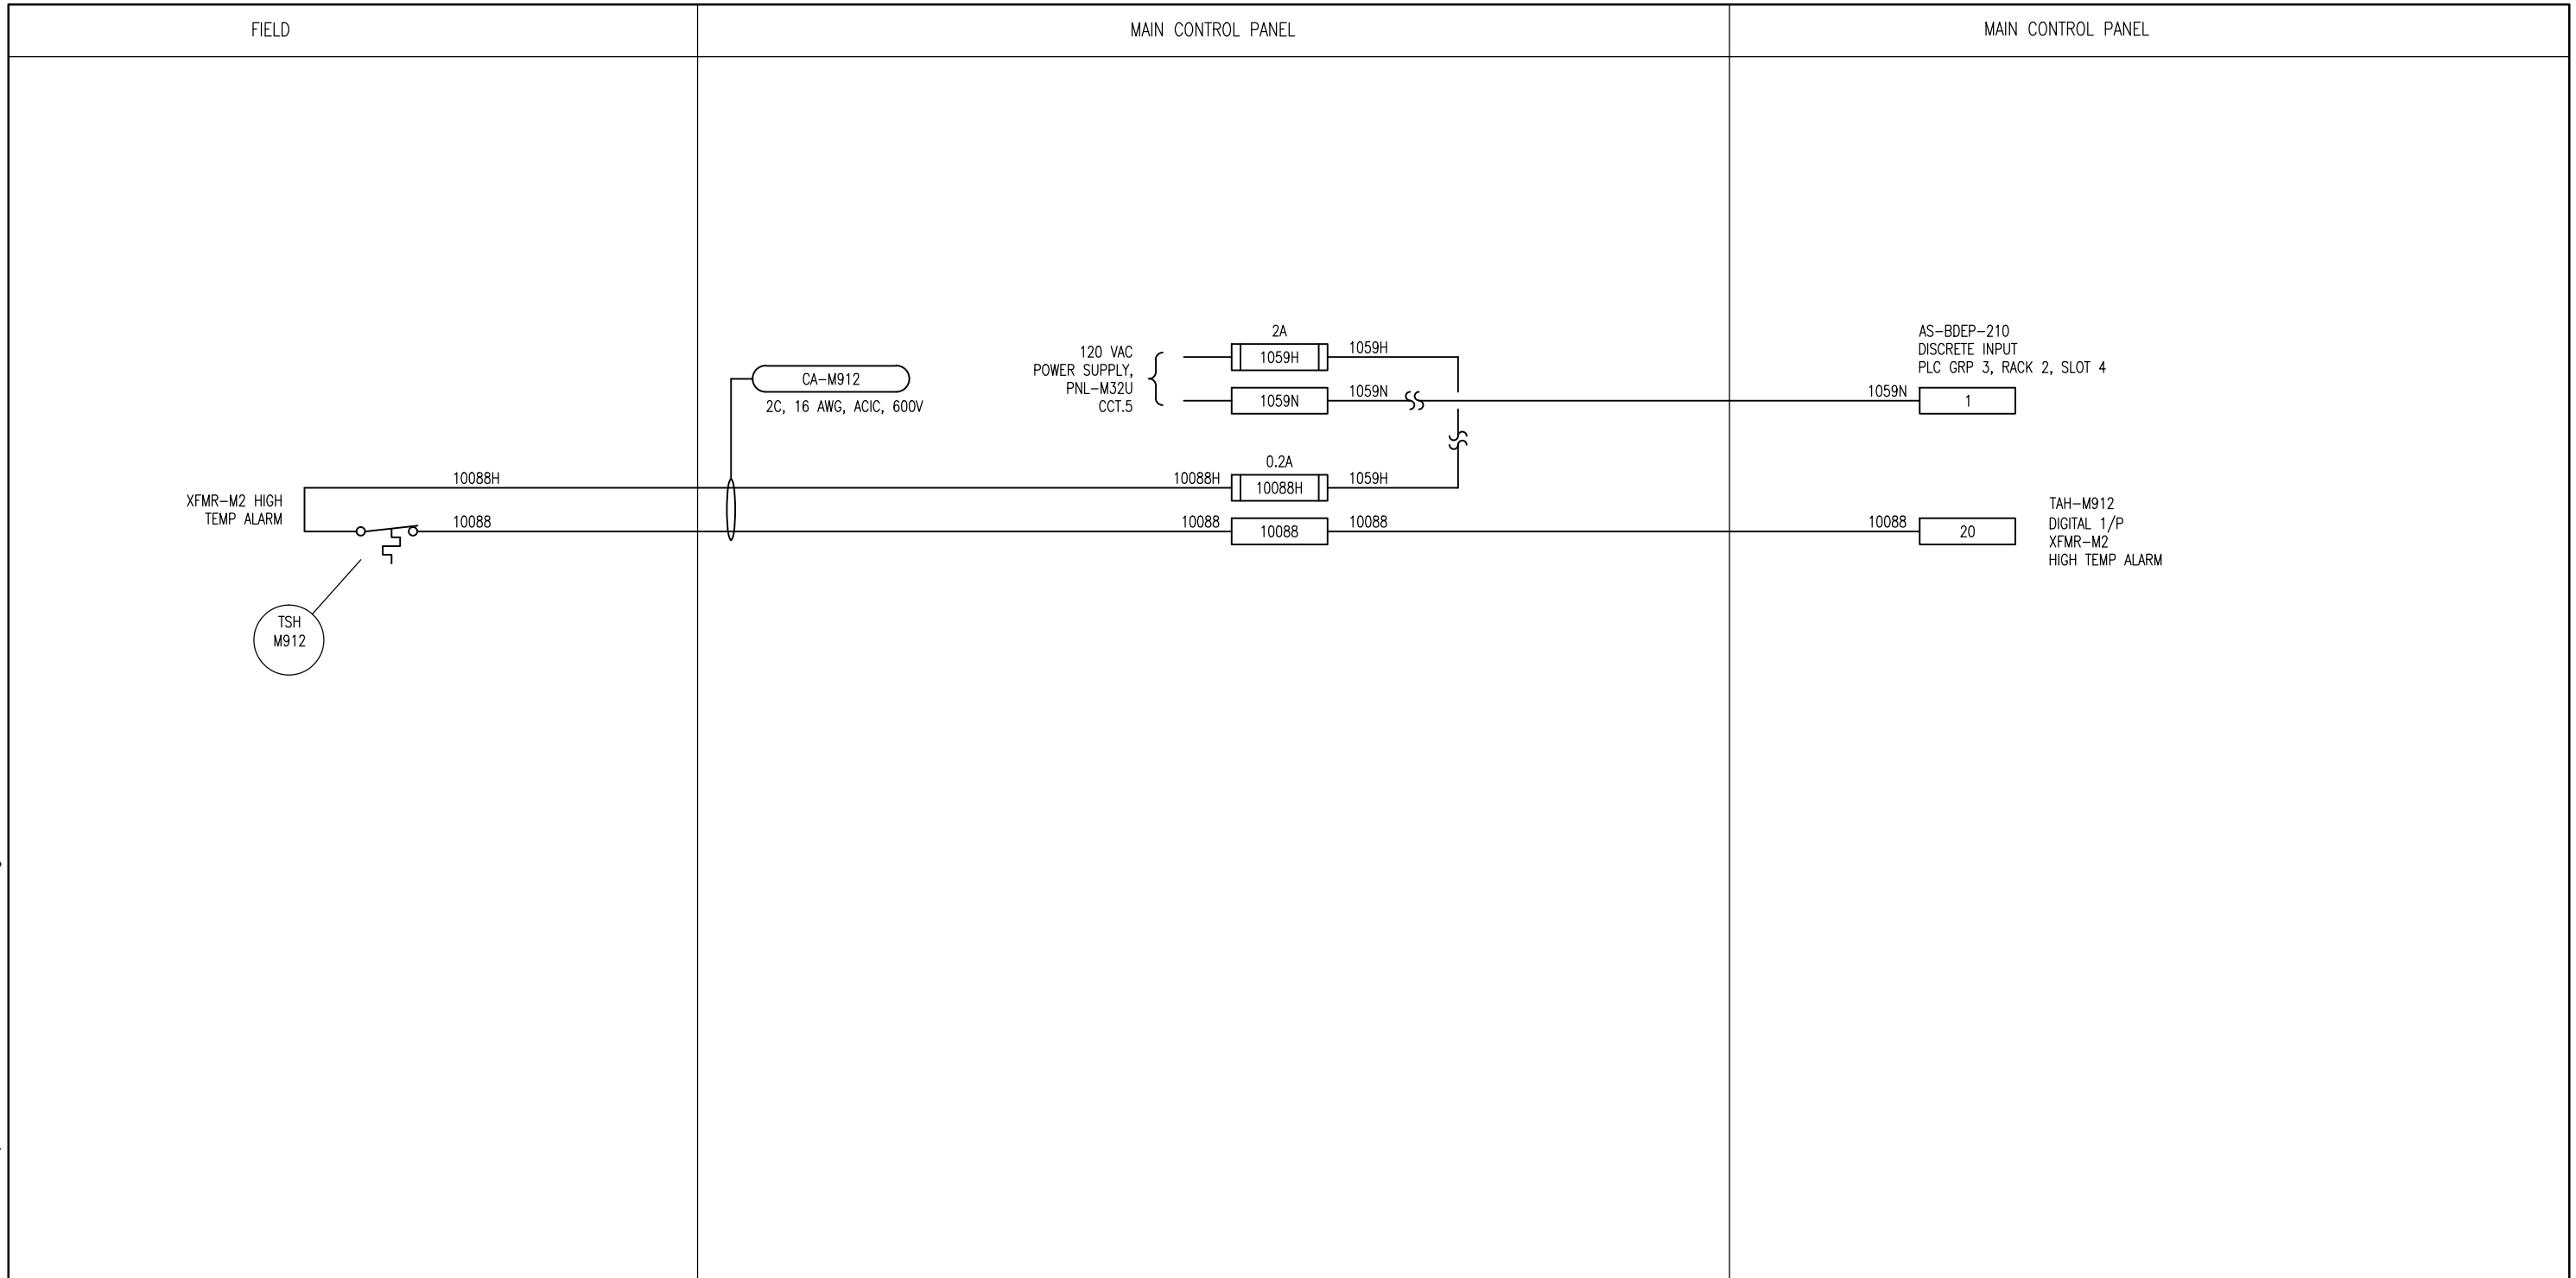 FIELD
MAIN CONTROL PANEL
MAIN CONTROL PANEL
XFMR-M2 HIGH
TEMP ALARM
10088H
10088
TSH
M912
CA-M912
2C, 16 AWG, ACIC, 600V
120 VAC
POWER SUPPLY,
PNL-M32U
CCT.5
2A
1059H
1059H
1059N
1059N
0.2A
10088H
10088H
1059H
10088
10088
10088
AS-BDEP-210
DISCRETE INPUT
PLC GRP 3, RACK 2, SLOT 4
1059N
1
10088
20
TAH-M912
DIGITAL 1/P
XFMR-M2
HIGH TEMP ALARM